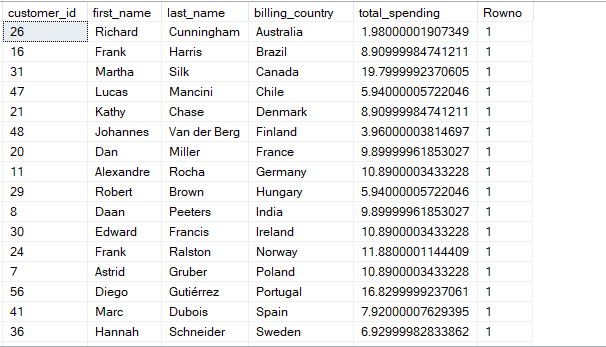 customer_id first_name last_name billing_country total_spending Rowno
26 Richard Cunningham Australia 1.98000001907349 1
16 Frank Harris Brazil 8.90999984741211 1
31 Martha Silk Canada 19.7999992370605 1
47 Lucas Mancini Chile 5.94000005722046 1
21 Kathy Chase Denmark 8.90999984741211 1
48 Johannes Van der Berg Finland 3.96000003814697 1
20 Dan Miller France 9.89999961853027 1
11 Alexandre Rocha Germany 10.8900003433228 1
29 Robert Brown Hungary 5.94000005722046 1
8 Daan Peeters India 9.89999961853027 1
30 Edward Francis Ireland 10.8900003433228 1
24 Frank Ralston Norway 11.8800001144409 1
7 Astrid Gruber Poland 10.8900003433228 1
56 Diego Gutiérrez Portugal 16.8299999237061 1
41 Marc Dubois Spain 7.92000007629395 1
36 Hannah Schneider Sweden 6.92999982833862 1